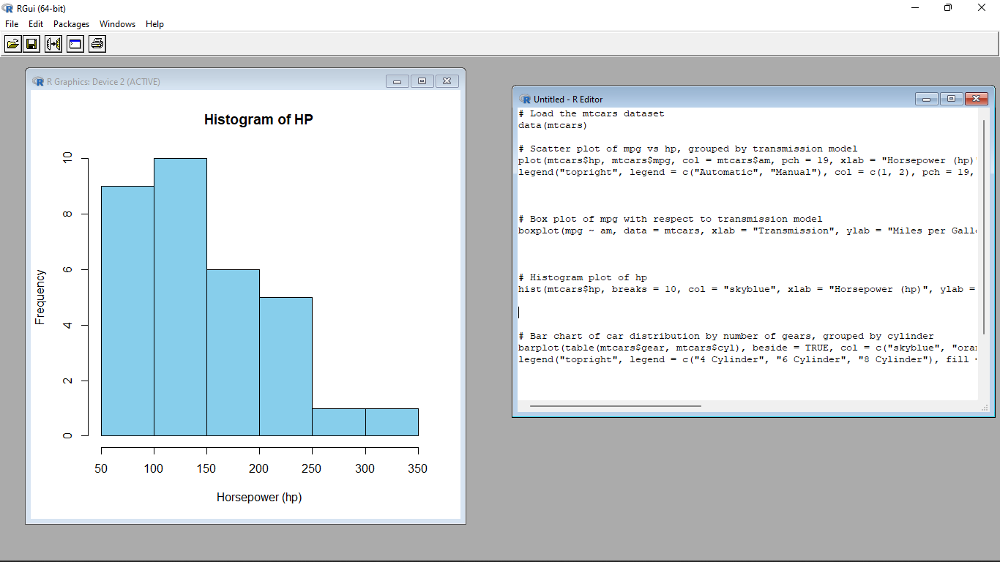 RGui (64-bit)
File Edit Packages Windows Help
R Graphics: Device 2 (ACTIVE)
Histogram of HP
Frequency
10
8
6
4
2
0
50 100 150 200 250 300 350
Horsepower (hp)
Untitled - R Editor
# Load the mtcars dataset
data(mtcars)
# Scatter plot of mpg vs hp, grouped by transmission model
plot(mtcars$hp, mtcars$mpg, col = mtcars$am, pch = 19, xlab = "Horsepower (hp)"
legend("topright", legend = c("Automatic", "Manual"), col = c(1, 2), pch = 19,
# Box plot of mpg with respect to transmission model
boxplot(mpg ~ am, data = mtcars, xlab = "Transmission", ylab = "Miles per Gall
# Histogram plot of hp
hist(mtcars$hp, breaks = 10, col = "skyblue", xlab = "Horsepower (hp)", ylab =
# Bar chart of car distribution by number of gears, grouped by cylinder
barplot(table(mtcars$gear, mtcars$cyl), beside = TRUE, col = c("skyblue", "ora
legend("topright", legend = c("4 Cylinder", "6 Cylinder", "8 Cylinder"), fill =